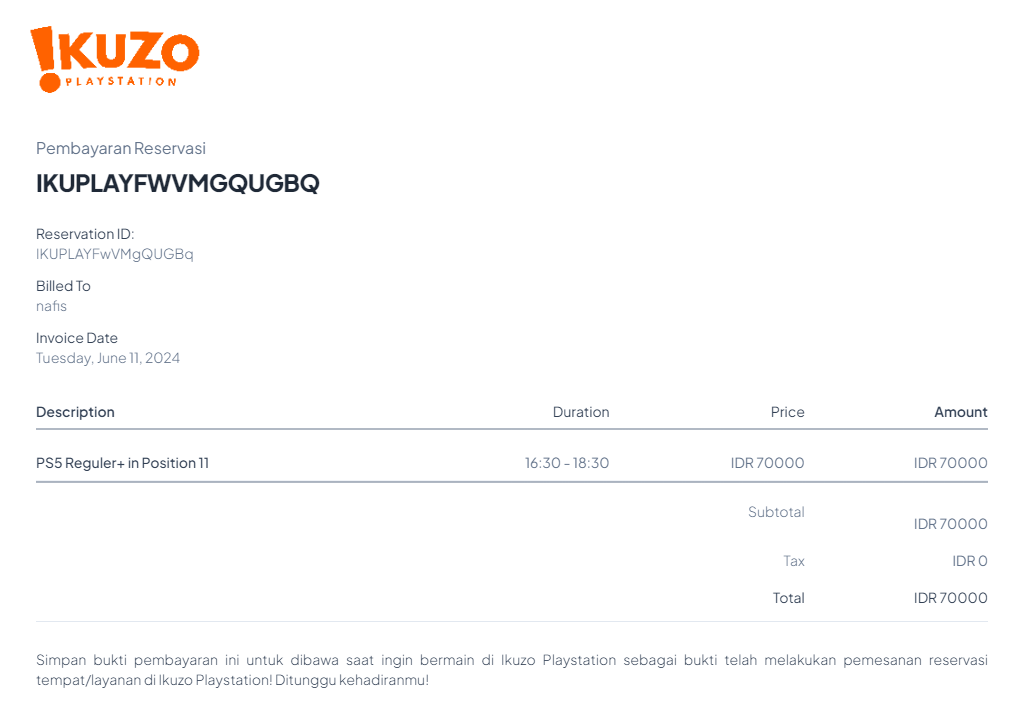 IKUZO
PLAYSTATION
Pembayaran Reservasi
IKUPLAYFWVMGQUGBQ
Reservation ID:
IKUPLAYFwVMgQUGBq
Billed To
nafis
Invoice Date
Tuesday, June 11, 2024
Description Duration Price Amount
PS5 Reguler+ in Position 11 16:30 - 18:30 IDR 70000 IDR 70000
Subtotal IDR 70000
Tax IDR 0
Total IDR 70000
Simpan bukti pembayaran ini untuk dibawa saat ingin bermain di Ikuzo Playstation sebagai bukti telah melakukan pemesanan reservasi
tempat/layanan di Ikuzo Playstation! Ditunggu kehadiranmu!